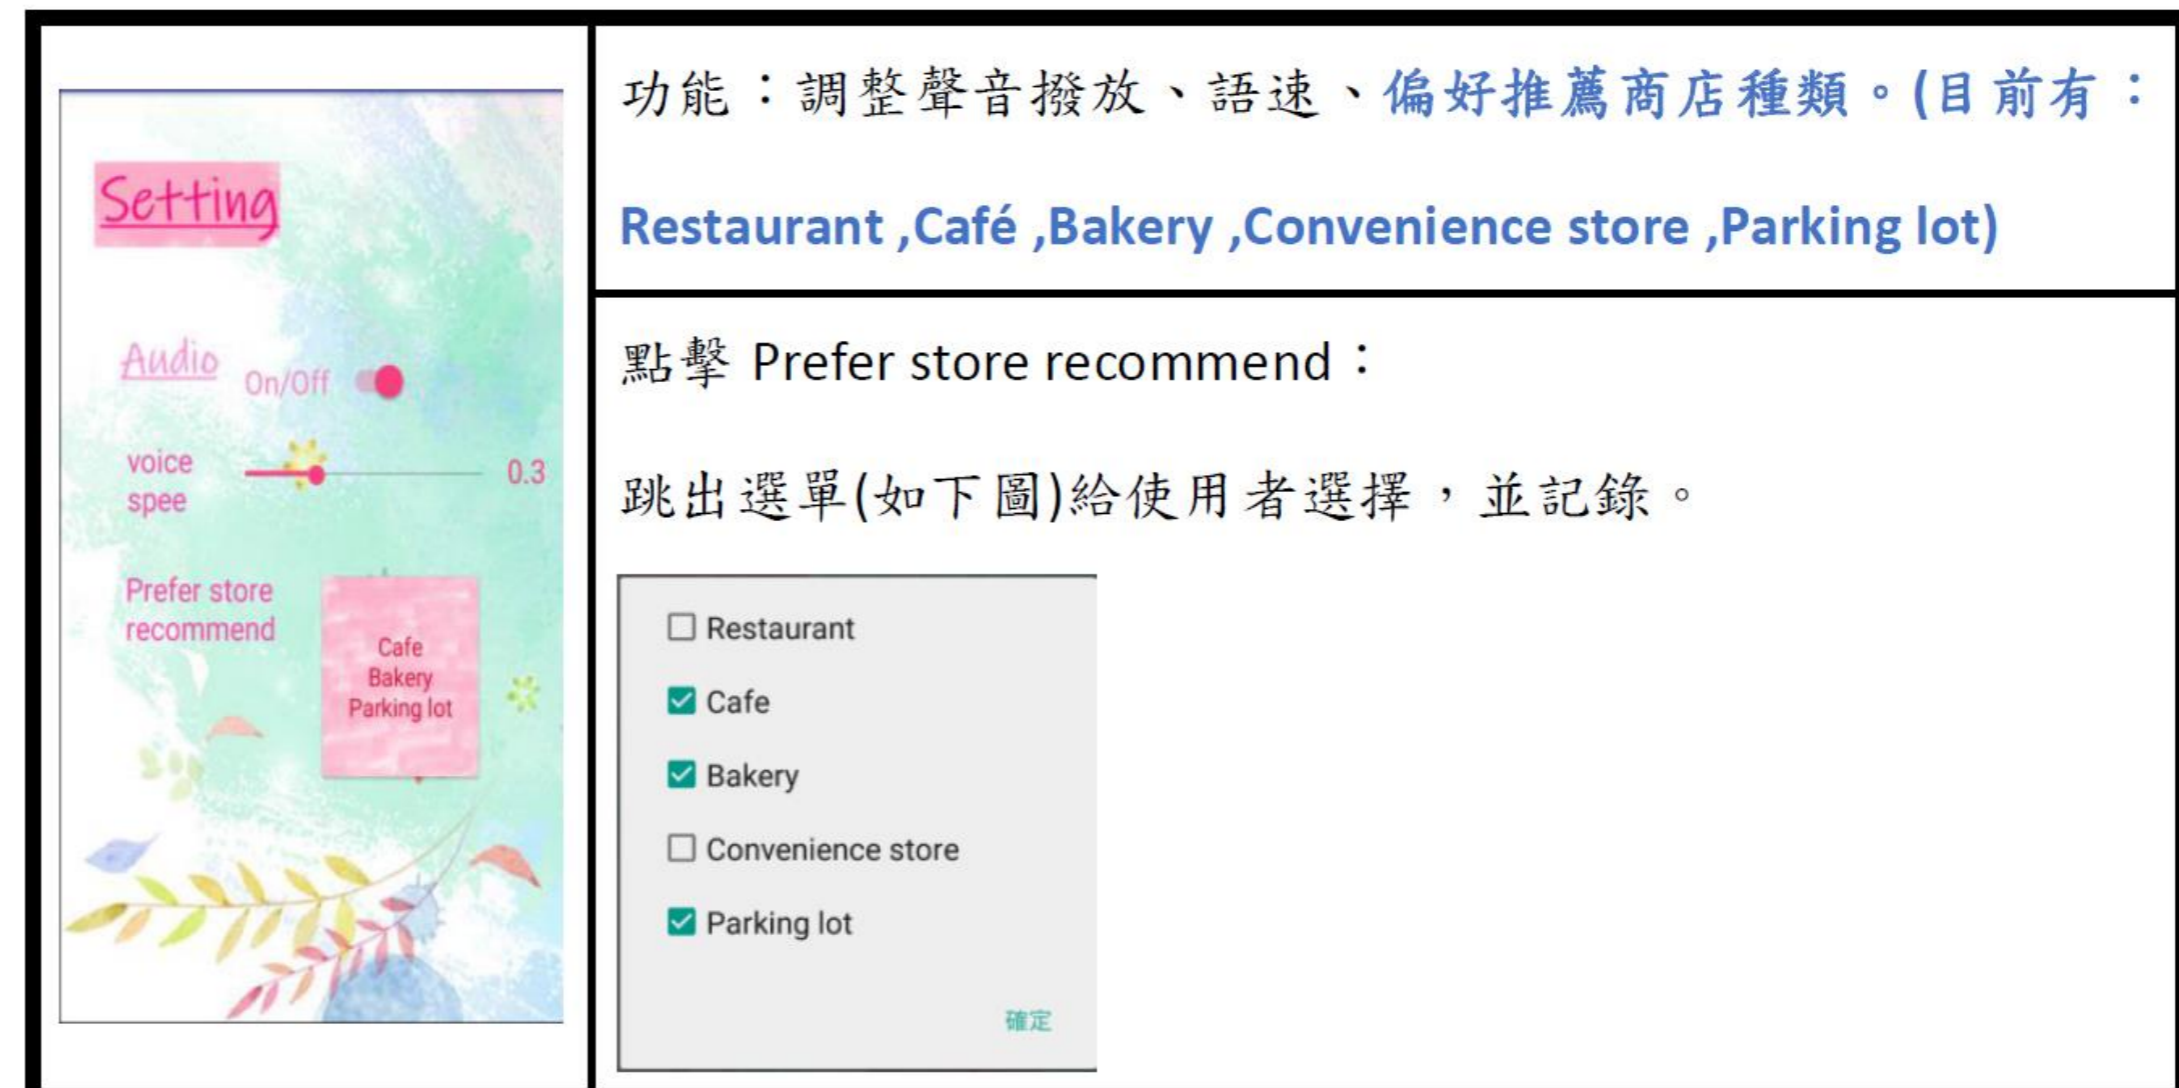 Setting
Audio On/Off
voice
spee
0.3
Prefer store
recommend
Cafe
Bakery
Parking lot
功能：調整聲音撥放、語速、偏好推薦商店種類。(目前有：
Restaurant ,Café ,Bakery ,Convenience store ,Parking lot)
點擊 Prefer store recommend：
跳出選單(如下圖)給使用者選擇，並記錄。
Restaurant
Cafe
Bakery
Convenience store
Parking lot
確定